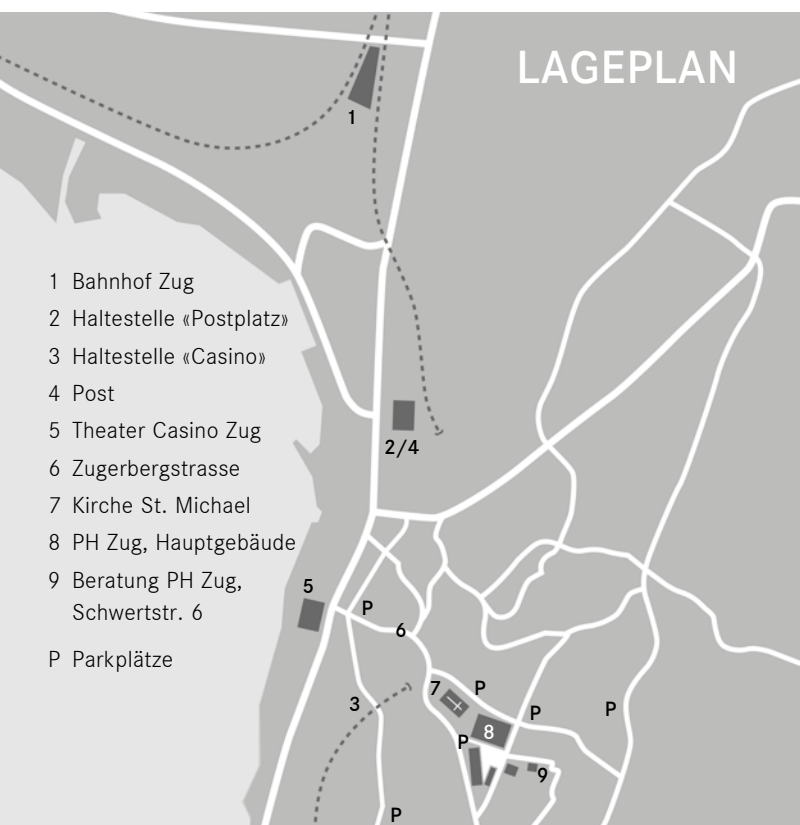 LAGEPLAN
1
1 Bahnhof Zug
2 Haltestelle «Postplatz»
3 Haltestelle «Casino»
4 Post
5 Theater Casino Zug
6 Zugerbergstrasse
7 Kirche St. Michael
8 PH Zug, Hauptgebäude
9 Beratung PH Zug,
Schwertstr. 6
P Parkplätze
2/4
5
P
6
7
P
3
P
P
8
P
9
P